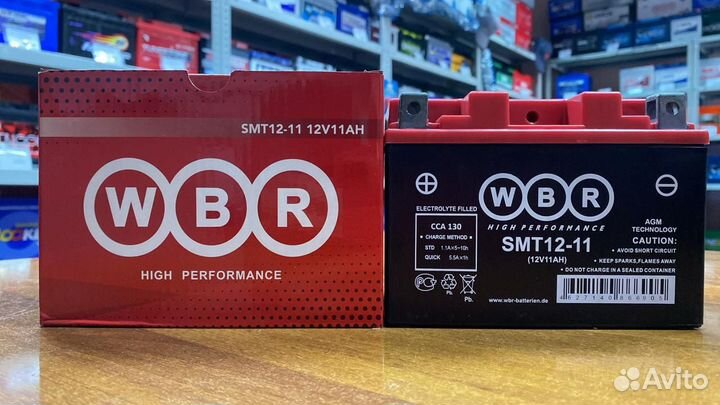 SMT12-11 12V11AH
WBR
HIGH PERFORMANCE
ELECTROLYTE FILLED
CCA 130
CHARGE METHOD
STD 1.1A×5~10h
QUICK 5.5A×1h
Pb.
Pb.
WBR
HIGH PERFORMANCE
SMT12-11
(12V11AH)
www-wbr-batterien.de
AGM
TECHNOLOGY
CAUTION:
• AVOID SHORT CIRCUIT
• KEEP SPARKS,FLAMES AWAY
• DO NOT CHARGE IN A SEALED CONTAINER
4627140866905
Avito